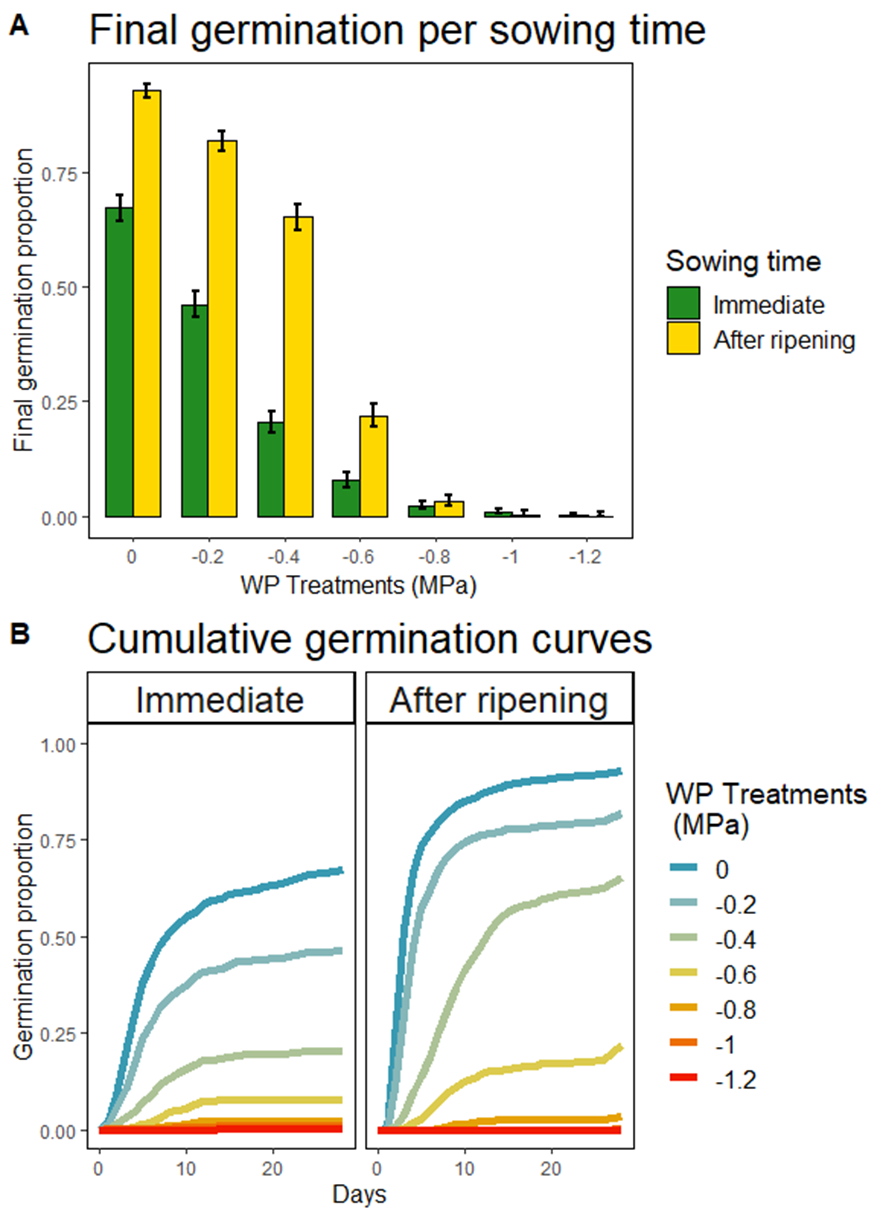 A Final germination per sowing time
Final germination proportion
0.75
0.50
0.25
0.00
0 -0.2 -0.4 -0.6 -0.8 -1 -1.2
WP Treatments (MPa)
Sowing time
Immediate
After ripening
B Cumulative germination curves
Immediate After ripening
Germination proportion
1.00
0.75
0.50
0.25
0.00
0 10 20 0 10 20
Days
WP Treatments
(MPa)
0
-0.2
-0.4
-0.6
-0.8
-1
-1.2